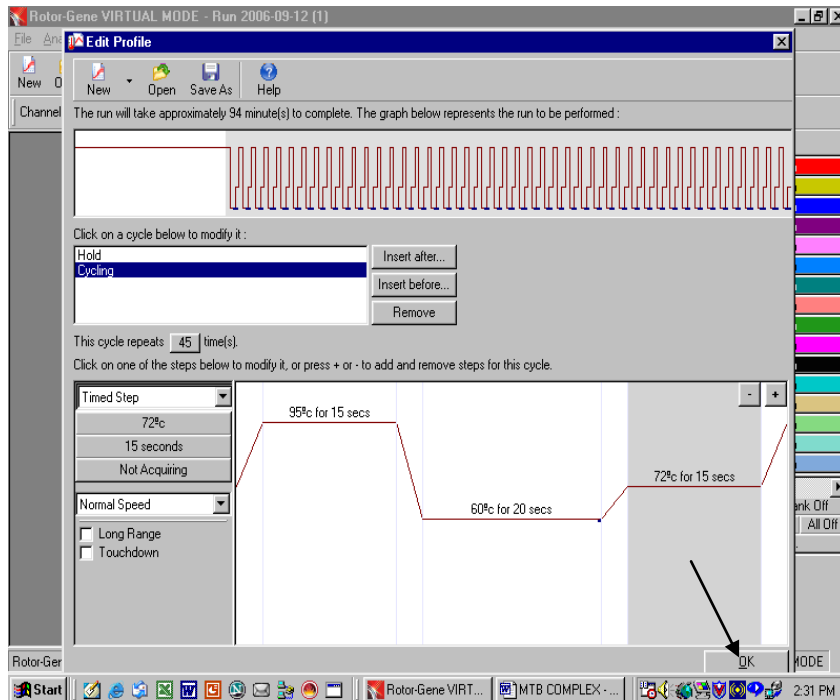 Rotor-Gene VIRTUAL MODE - Run 2006-09-12 (1)
File Ana
Edit Profile
New
New Open Save As Help
Channel
The run will take approximately 94 minute(s) to complete. The graph below represents the run to be performed :
Click on a cycle below to modify it :
Hold
Cycling
Insert after...
Insert before...
Remove
This cycle repeats 45 time(s).
Click on one of the steps below to modify it, or press + or - to add and remove steps for this cycle.
Timed Step
- +
72ºc
15 seconds
Not Acquiring
Normal Speed
Long Range
Touchdown
95ºc for 15 secs
60ºc for 20 secs
72ºc for 15 secs
ank Off
All Off
OK
Rotor-Ger
MODE
Start
Rotor-Gene VIRT...
MTB COMPLEX - ...
2:31 PM